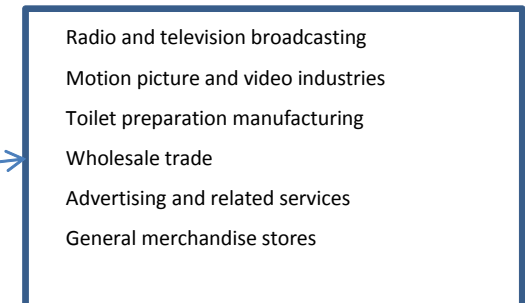 Radio and television broadcasting
Motion picture and video industries
Toilet preparation manufacturing
Wholesale trade
Advertising and related services
General merchandise stores